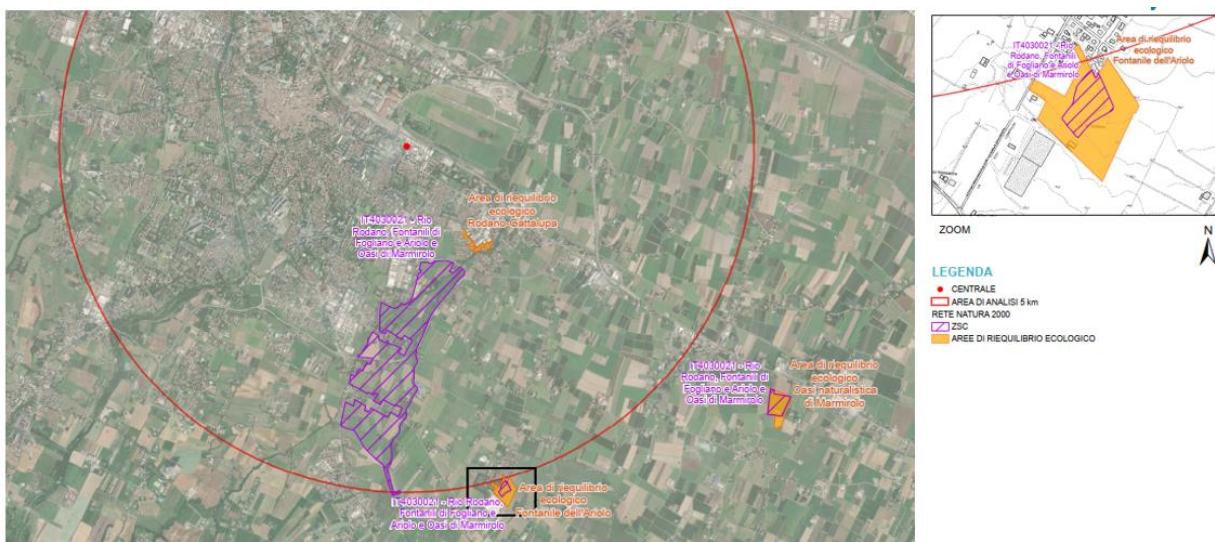 Area di riequilibrio
ecologico
Rodano-Gattalupa
IT4030021 - Rio
Rodano, Fontanili di
Fogliano e Ariolo e
Oasi di Marmirolo
IT4030021 - Rio
Rodano, Fontanili di
Fogliano e Ariolo e
Oasi di Marmirolo
Area di riequilibrio
ecologico
Oasi naturalistica
di Marmirolo
IT4030021 - Rio Rodano,
Fontanili di Fogliano e
Ariolo e Oasi di Marmirolo
Area di riequilibrio
ecologico
Fontanile dell'Ariolo
IT4030021 - Rio
Rodano, Fontanili
di Fogliano e Ariolo
e Oasi di Marmirolo
Area di riequilibrio
ecologico
Fontanile dell'Ariolo
ZOOM
N
LEGENDA
CENTRALE
AREA DI ANALISI 5 km
RETE NATURA 2000
ZSC
AREE DI RIEQUILIBRIO ECOLOGICO